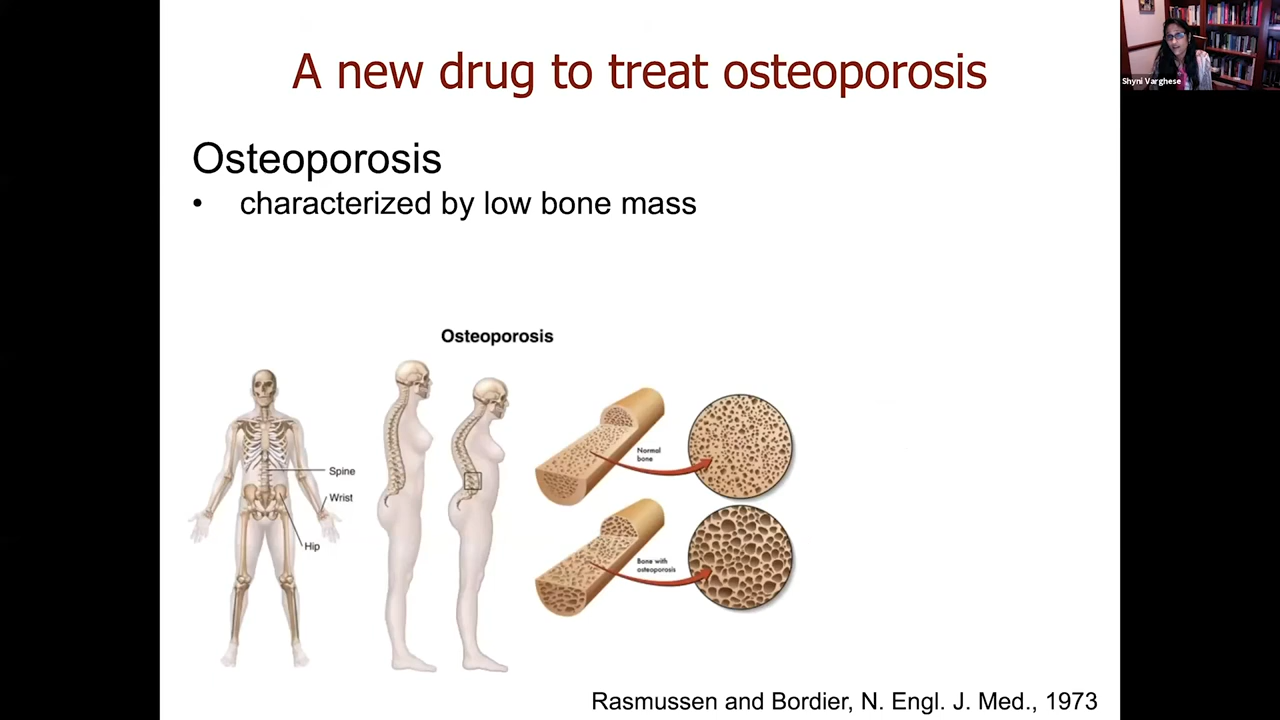 A new drug to treat osteoporosis
Shyni Varghese
Osteoporosis
• characterized by low bone mass
Osteoporosis
Spine
Wrist
Hip
Normal
bone
Bone with
osteoporosis
Rasmussen and Bordier, N. Engl. J. Med., 1973